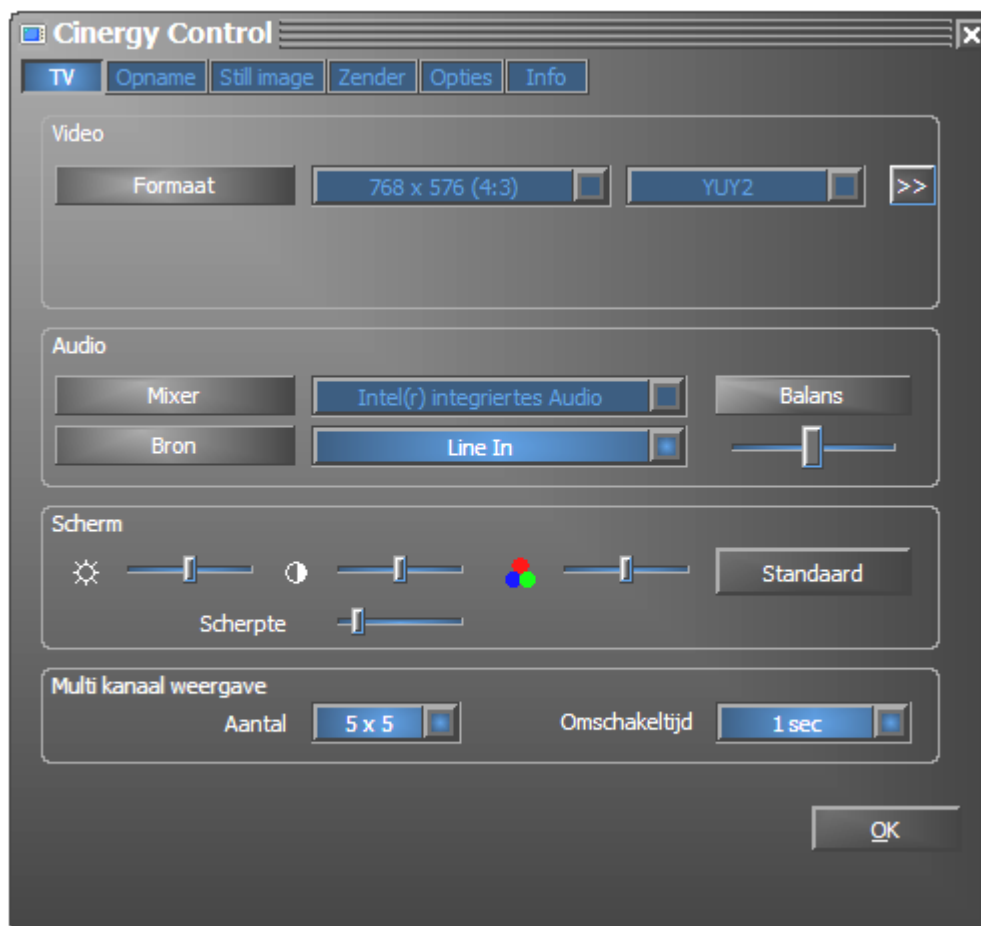 Cinergy Control
TV Opname Still image Zender Opties Info
Video
Formaat 768 x 576 (4:3) YUY2 >>
Audio
Mixer Intel(r) integriertes Audio Balans
Bron Line In
Scherm
Standaard
Scherpte
Multi kanaal weergave
Aantal 5 x 5 Omschakeltijd 1 sec
OK